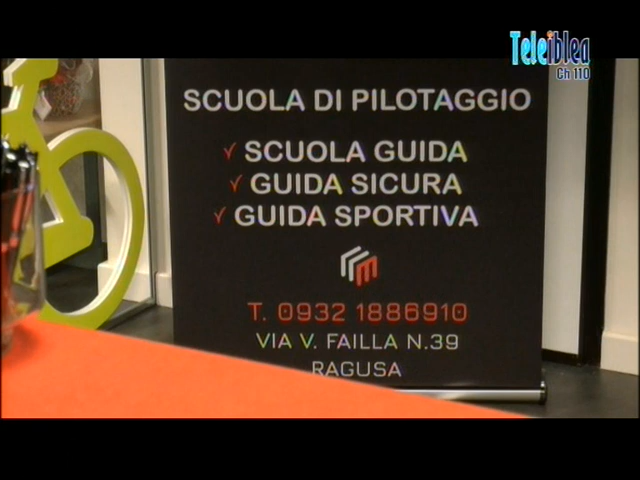 Teleiblea
Ch 110
SCUOLA DI PILOTAGGIO
√ SCUOLA GUIDA
√ GUIDA SICURA
√ GUIDA SPORTIVA
T. 0932 1886910
VIA V. FAILLA N.39
RAGUSA